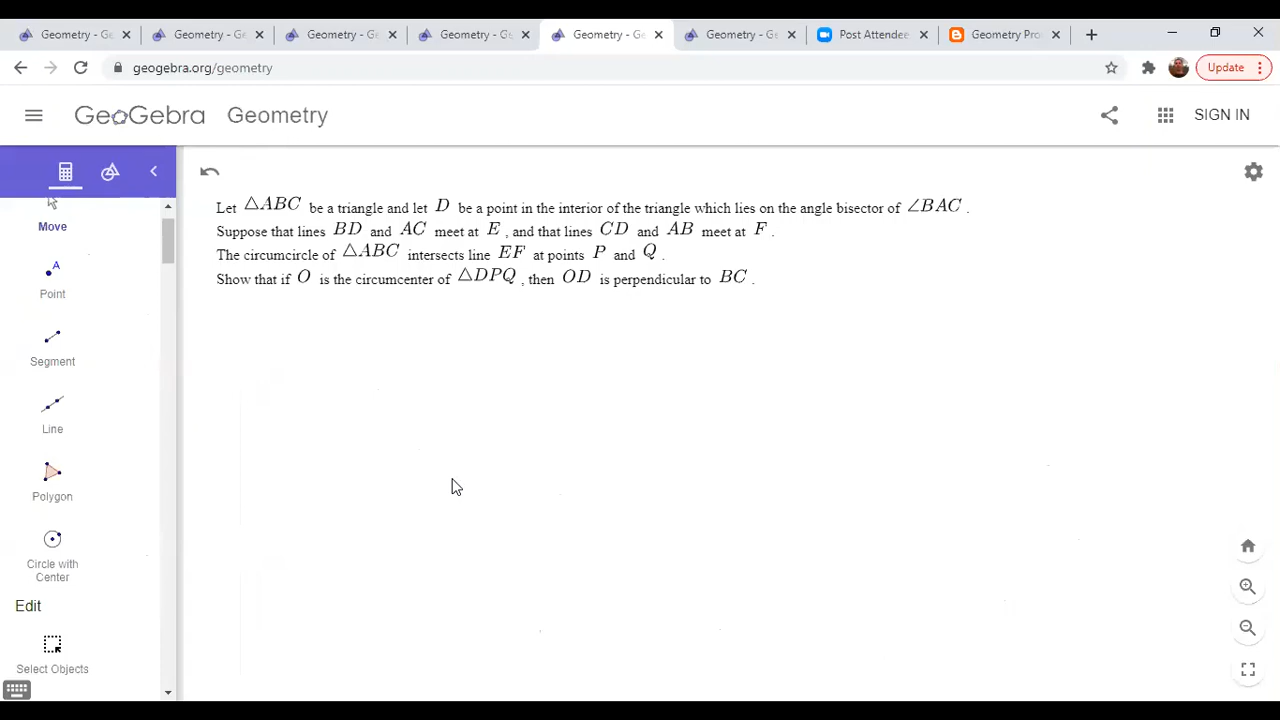 Geometry - Ge
Geometry - Ge
Geometry - Ge
Geometry - Ge
Geometry - Ge
Geometry - Ge
Post Attendee
Geometry Pro
geogebra.org/geometry
Update
GeoGebra
Geometry
SIGN IN
Move
A
Point
Segment
Line
Polygon
Circle with
Center
Edit
Select Objects
Let △ABC be a triangle and let D be a point in the interior of the triangle which lies on the angle bisector of ∠BAC .
Suppose that lines BD and AC meet at E , and that lines CD and AB meet at F .
The circumcircle of △ABC intersects line EF at points P and Q .
Show that if O is the circumcenter of △DPQ , then OD is perpendicular to BC .